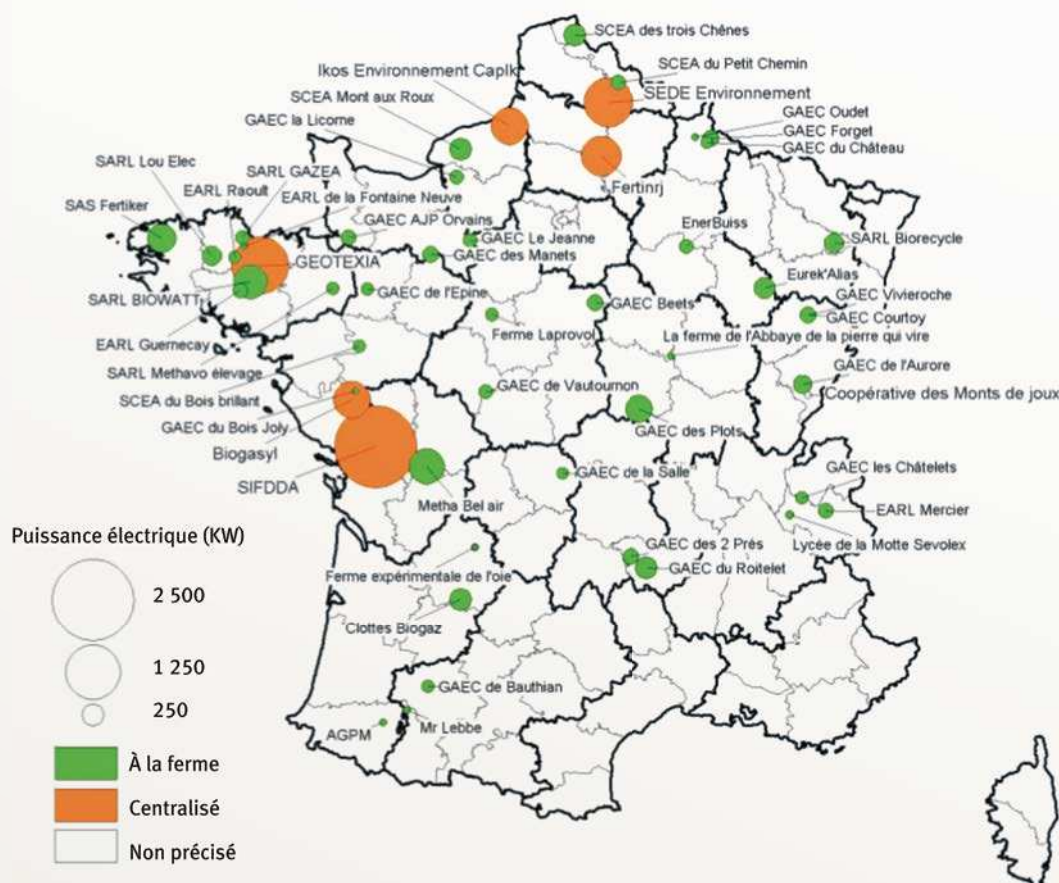 SCEA des trois Chênes
SCEA du Petit Chemin
Ikos Environnement Caplk
SEDE Environnement
SCEA Mont aux Roux
GAEC Oudet
GAEC la Licorne
GAEC Forget
GAEC du Château
SARL Lou Elec
SARL GAZEA
Fertinrj
EARL Raoult
EARL de la Fontaine Neuve
SAS Fertiker
GAEC AJP Orvains
EnerBuiss
GAEC Le Jeanne
SARL Biorecycle
GAEC des Manets
GEOTEXIA
Eurek'Alias
SARL BIOWATT
GAEC de l'Epine
GAEC Beets
GAEC Vivieroche
GAEC Courtoy
Ferme Laprovol
La ferme de l'Abbaye de la pierre qui vire
EARL Guernecay
GAEC de l'Aurore
SARL Methavo élevage
GAEC de Vautournon
Coopérative des Monts de joux
SCEA du Bois brillant
GAEC du Bois Joly
GAEC des Plots
Biogasyl
GAEC les Châtelets
GAEC de la Salle
SIFDDA
Metha Bel air
EARL Mercier
Lycée de la Motte Sevolex
GAEC des 2 Prés
GAEC du Roitelet
Ferme expérimentale de l'oie
Clottes Biogaz
GAEC de Bauthian
Mr Lebbe
AGPM
Puissance électrique (KW)
2 500
1 250
250
À la ferme
Centralisé
Non précisé